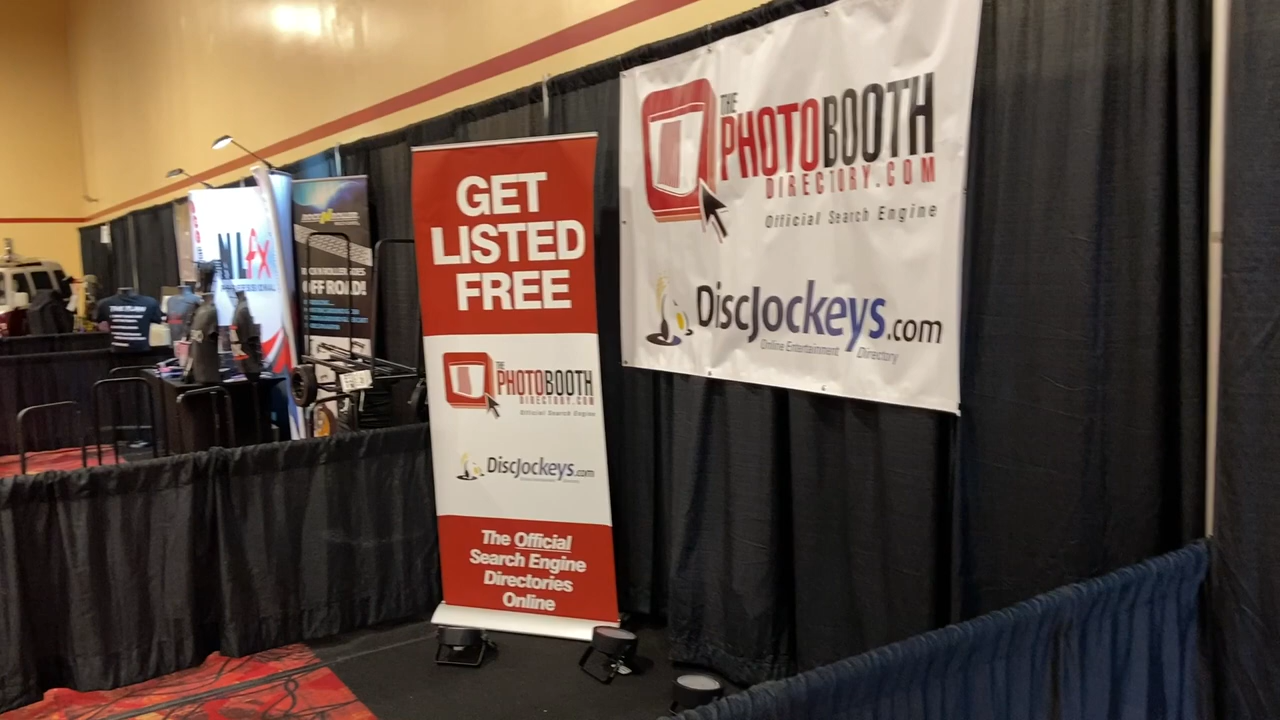 GET
LISTED
FREE
THE
PHOTOBOOTH
DIRECTORY.COM
Official Search Engine
DiscJockeys.com
The Official
Search Engine
Directories
Online
THE
PHOTOBOOTH
DIRECTORY.COM
Official Search Engine
DiscJockeys.com
Online Entertainment Directory
PROFESSIONAL
OFF ROAD!